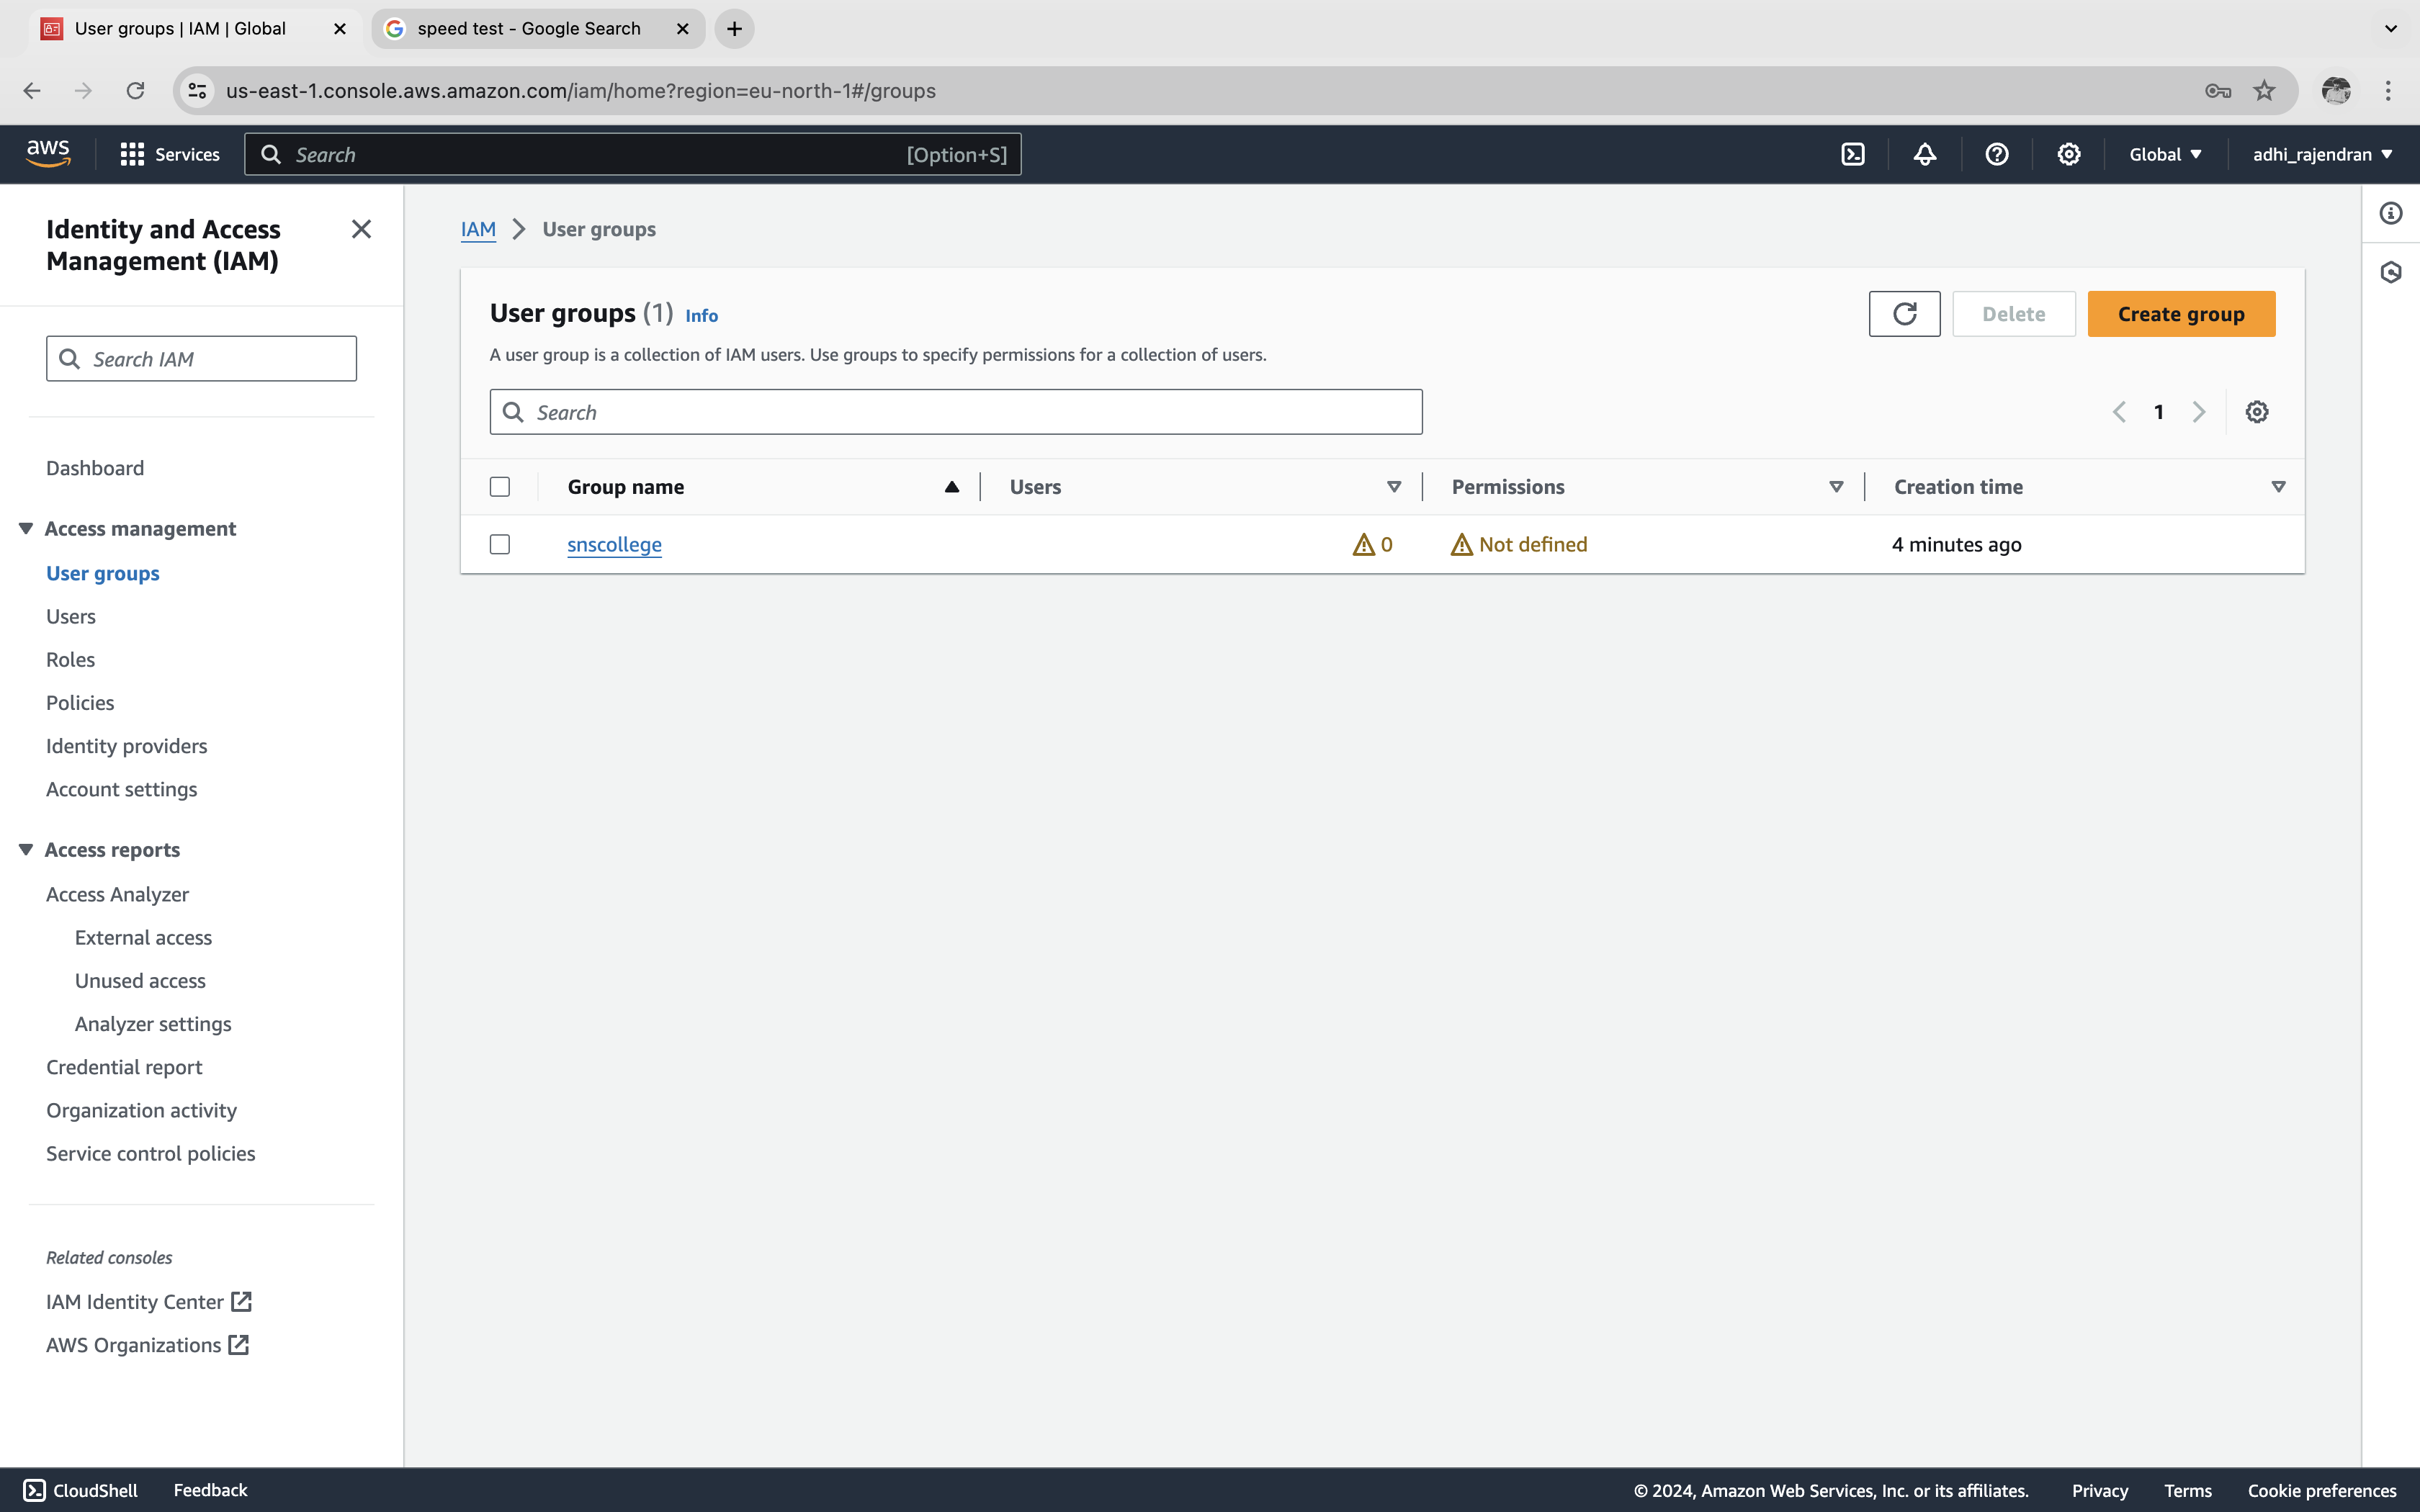 User groups | IAM | Global
speed test - Google Search
us-east-1.console.aws.amazon.com/iam/home?region=eu-north-1#/groups
aws
Services
Search
[Option+S]
Global
adhi_rajendran
Identity and Access
Management (IAM)
Search IAM
Dashboard
Access management
User groups
Users
Roles
Policies
Identity providers
Account settings
Access reports
Access Analyzer
External access
Unused access
Analyzer settings
Credential report
Organization activity
Service control policies
Related consoles
IAM Identity Center
AWS Organizations
IAM > User groups
User groups (1) Info
Delete
Create group
A user group is a collection of IAM users. Use groups to specify permissions for a collection of users.
Search
1
Group name Users Permissions Creation time
snscollege 0 Not defined 4 minutes ago
CloudShell Feedback © 2024, Amazon Web Services, Inc. or its affiliates. Privacy Terms Cookie preferences